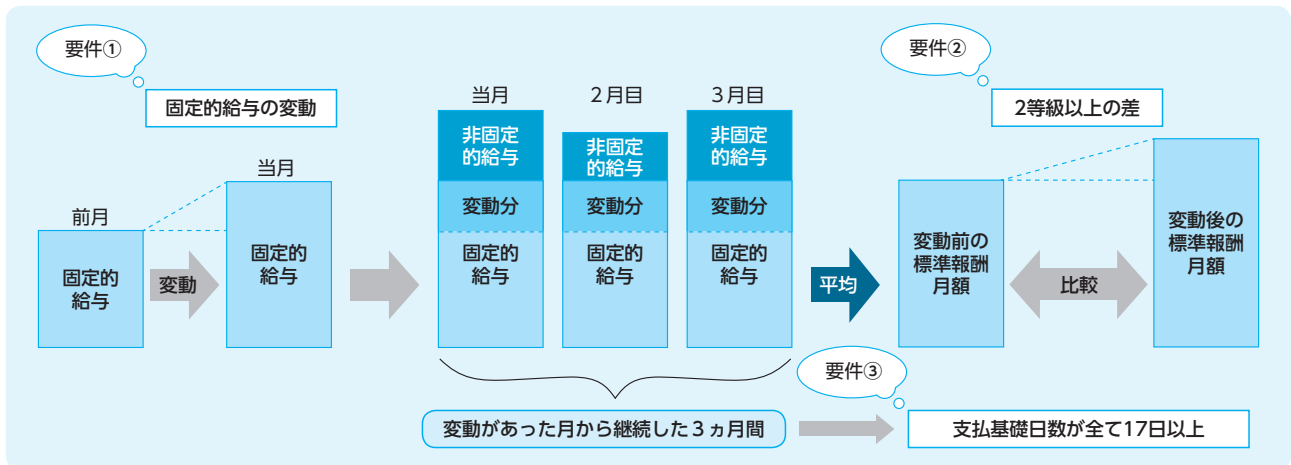 要件①
固定的給与の変動
前月
固定的
給与
変動
当月
固定的
給与
当月
非固定
的給与
変動分
固定的
給与
２月目
非固定
的給与
変動分
固定的
給与
３月目
非固定
的給与
変動分
固定的
給与
平均
要件②
2等級以上の差
変動前の
標準報酬
月額
比較
変動後の
標準報酬
月額
変動があった月から継続した３ヵ月間
要件③
支払基礎日数が全て17日以上